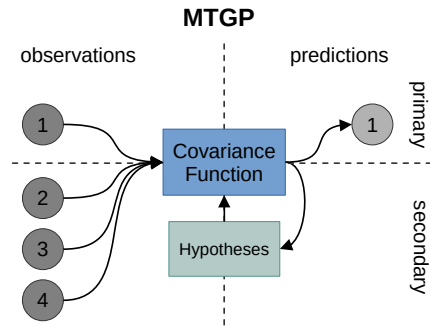 MTGP
observations
predictions
1
1
primary
Covariance
Function
2
secondary
3
Hypotheses
4